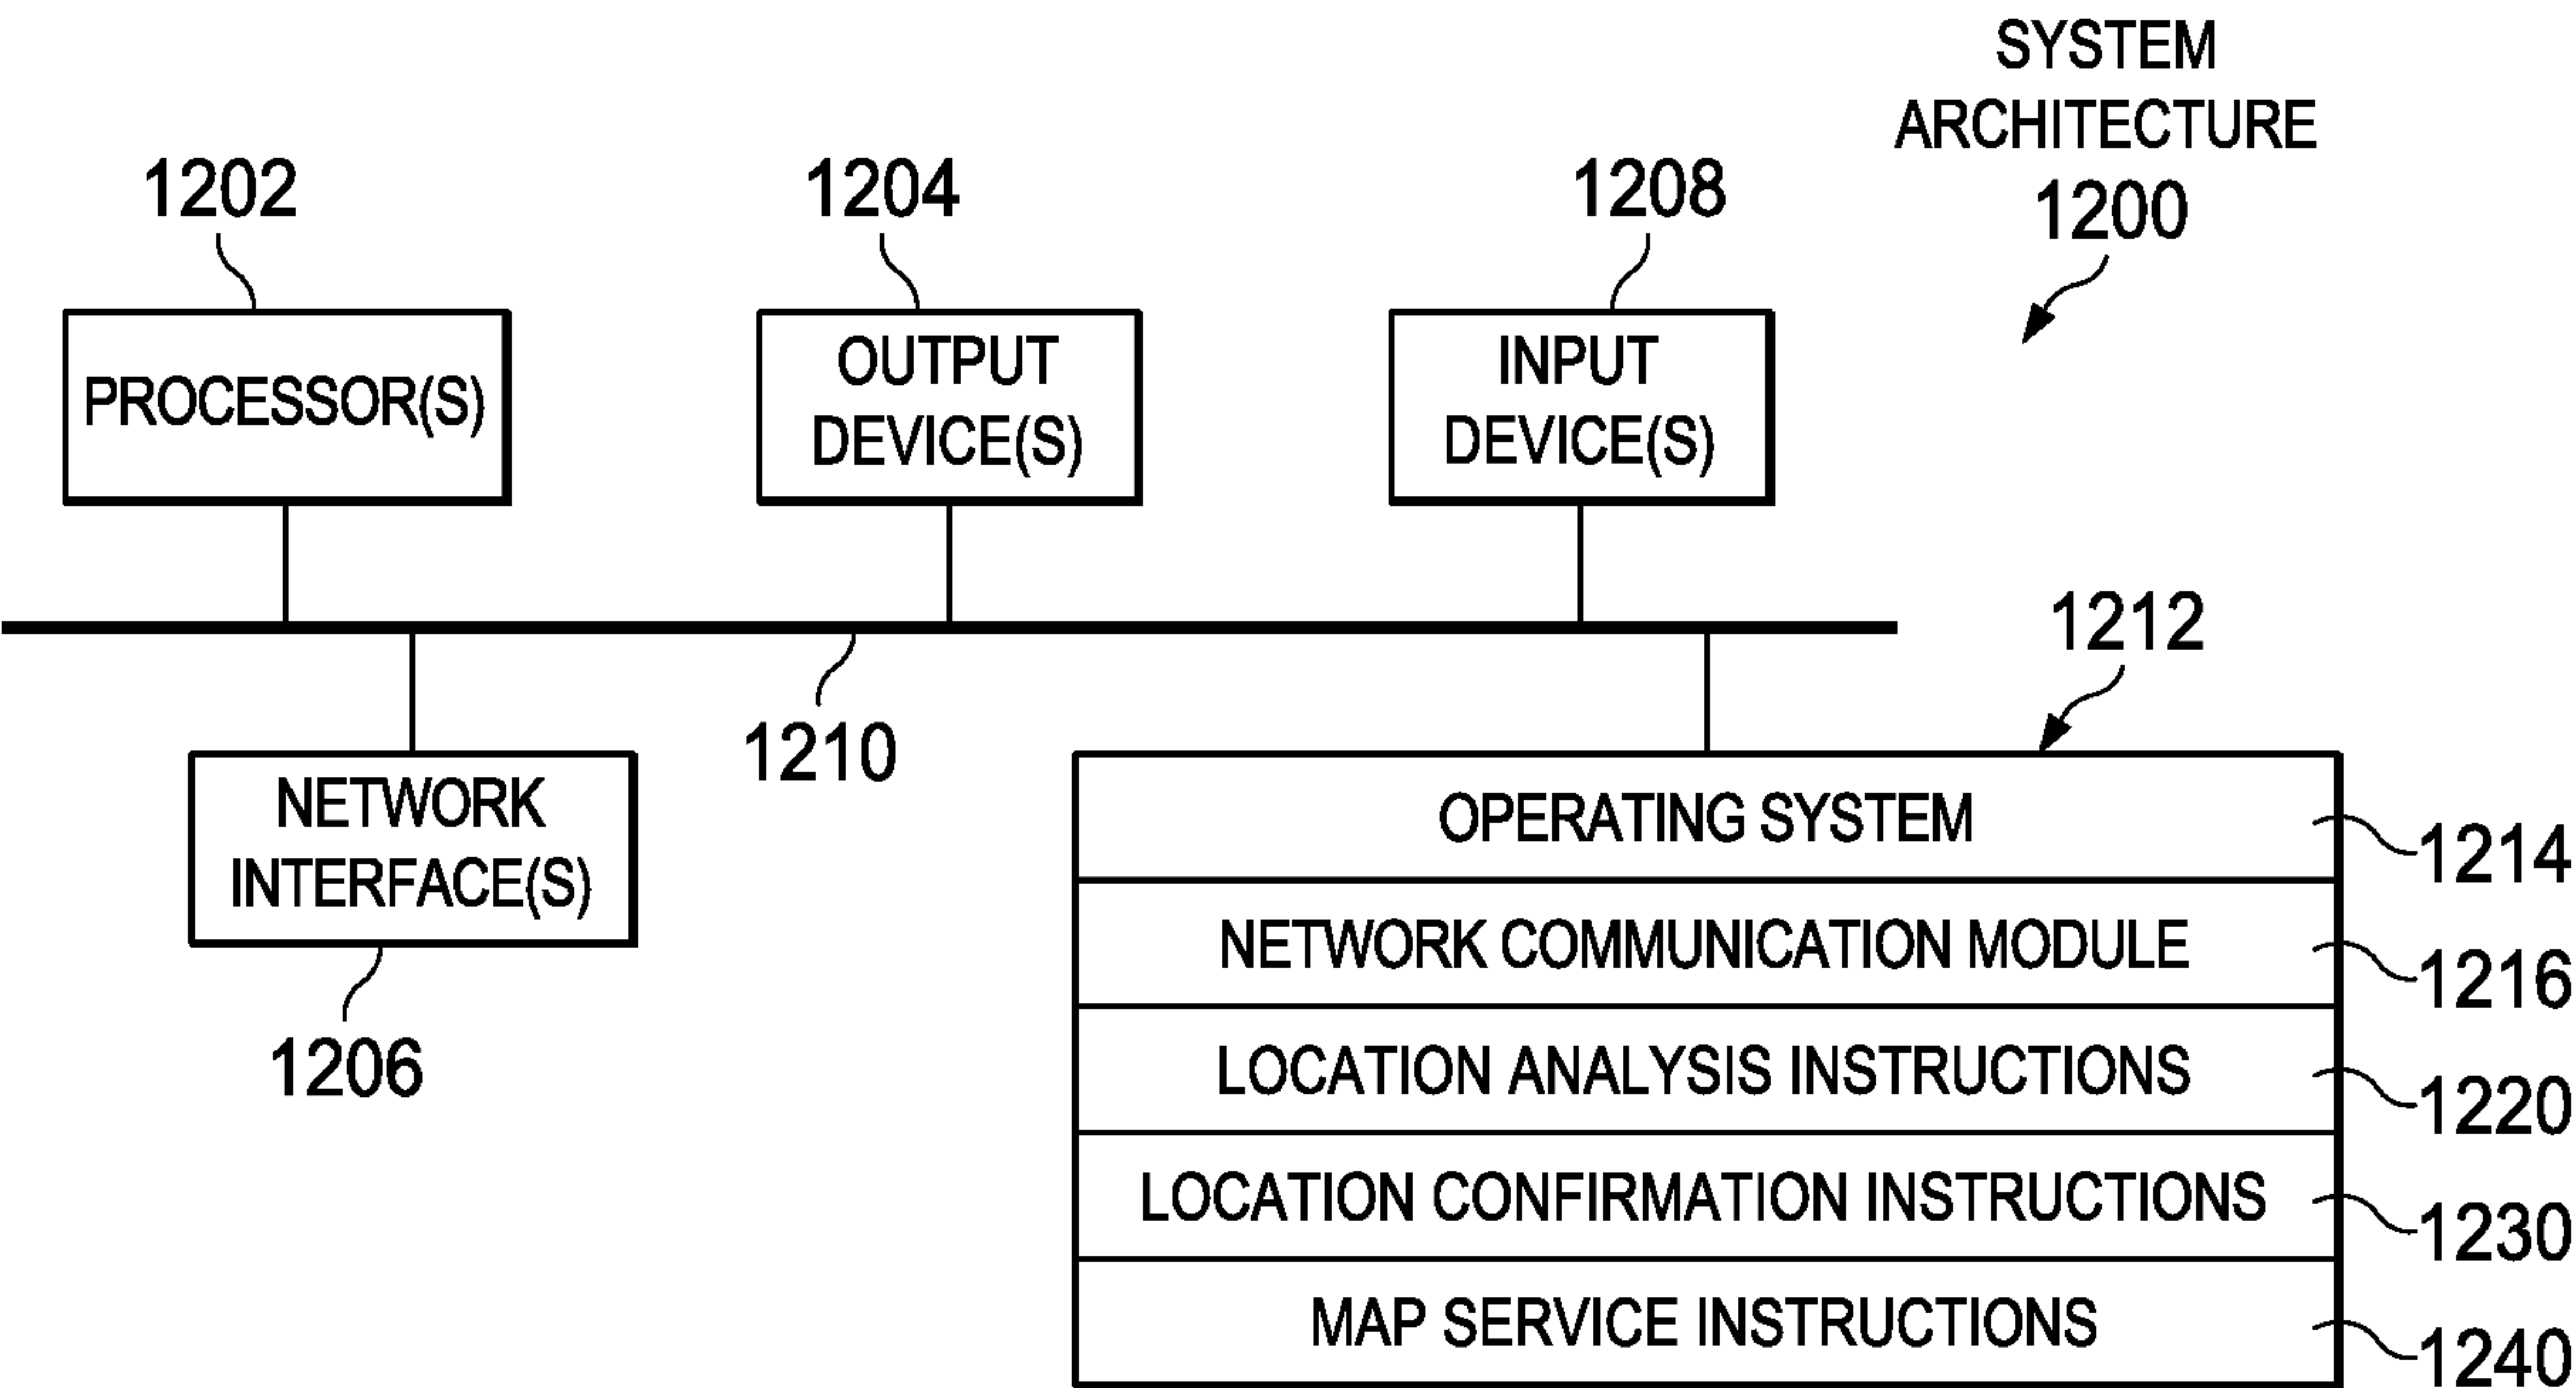 SYSTEM
ARCHITECTURE
1200
1202
1204
1208
PROCESSOR(S)
OUTPUT
DEVICE(S)
INPUT
DEVICE(S)
1210
1212
NETWORK
INTERFACE(S)
1206
OPERATING SYSTEM
1214
NETWORK COMMUNICATION MODULE
1216
LOCATION ANALYSIS INSTRUCTIONS
1220
LOCATION CONFIRMATION INSTRUCTIONS
1230
MAP SERVICE INSTRUCTIONS
1240